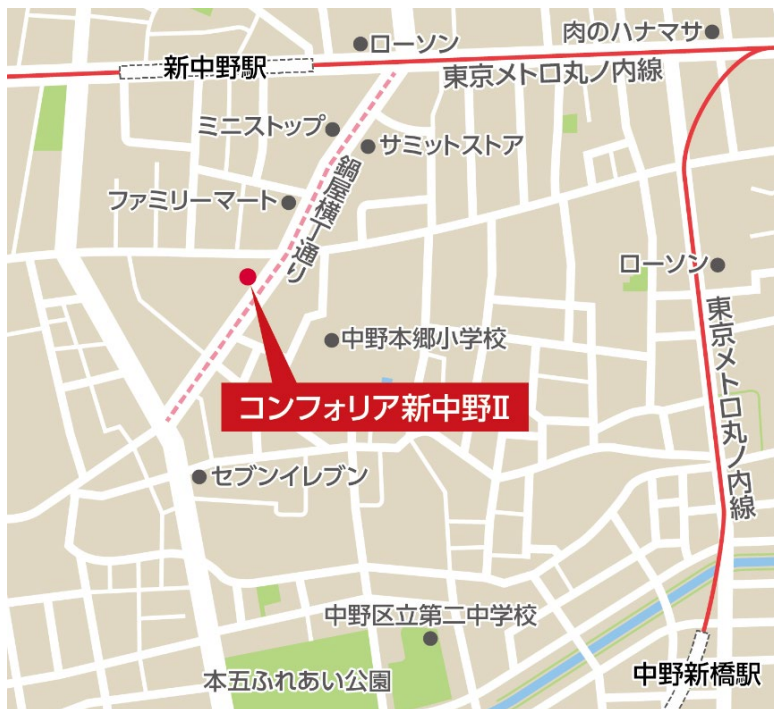 ローソン
肉のハナマサ
新中野駅
東京メトロ丸ノ内線
ミニストップ
サミットストア
鍋屋横丁通り
ファミリーマート
ローソン
中野本郷小学校
東京メトロ丸ノ内線
コンフォリア新中野Ⅱ
セブンイレブン
中野区立第二中学校
本五ふれあい公園
中野新橋駅